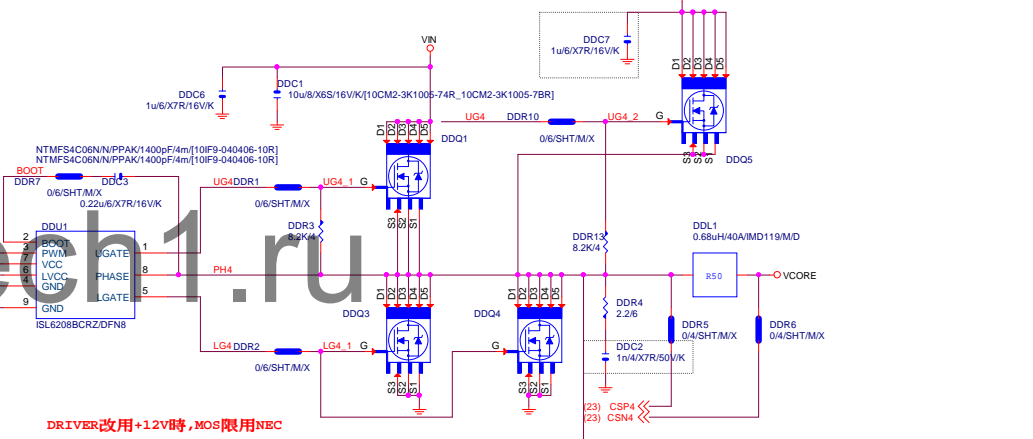 DDC7
1u/6/X7R/16V/K
D1
D2
D3
D4
D5
VIN
DDC6
1u/6/X7R/16V/K
DDC1
10u/8/X6S/16V/K/[10CM2-3K1005-74R_10CM2-3K1005-7BR]
UG4
DDR10
0/6/SHT/M/X
UG4_2
G
S3
S2
S1
DDQ5
D1
D2
D3
D4
D5
DDQ1
NTMFS4C06N/N/PPAK/1400pF/4m/[10IF9-040406-10R]
NTMFS4C06N/N/PPAK/1400pF/4m/[10IF9-040406-10R]
BOOT
DDR7
0/6/SHT/M/X
DDC3
0.22u/6/X7R/16V/K
UG4
DDR1
0/6/SHT/M/X
UG4_1
G
S3
S2
S1
DDR3
8.2K/4
DDR13
8.2K/4
DDL1
0.68uH/40A/IMD119/M/D
R50
VCORE
DDU1
2
BOOT
3
PWM
7
VCC
6
LVCC
4
GND
9
GND
UGATE
1
PHASE
8
LGATE
5
ISL6208BCRZ/DFN8
PH4
ech1.ru
D1
D2
D3
D4
D5
DDQ3
D1
D2
D3
D4
D5
DDQ4
DDR4
2.2/6
DDR5
0/4/SHT/M/X
DDR6
0/4/SHT/M/X
LG4
DDR2
0/6/SHT/M/X
LG4_1
G
S3
S2
S1
G
S3
S2
S1
DDC2
1n/4/X7R/50V/K
(23) CSP4
(23) CSN4
DRIVER改用+12V時,MOS限用NEC